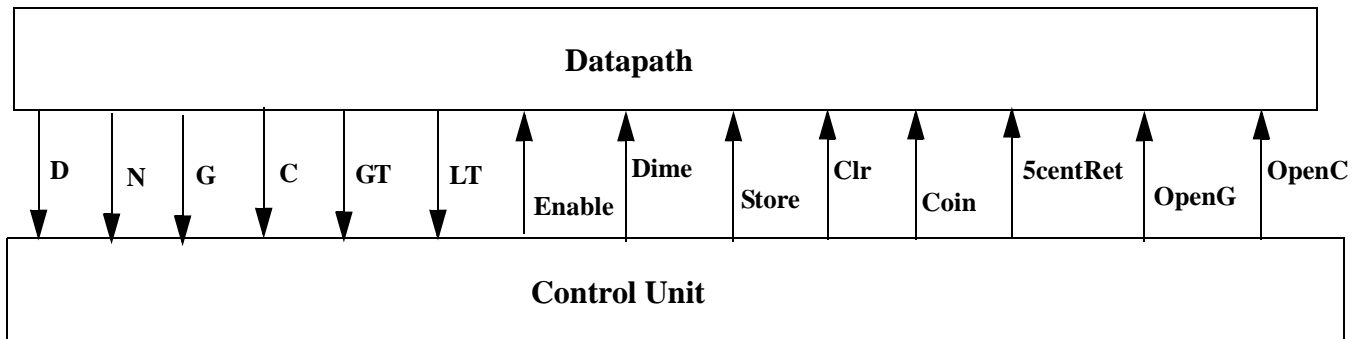 Datapath
D
N
G
C
GT
LT
Enable
Dime
Store
Clr
Coin
5centRet
OpenG
OpenC
Control Unit